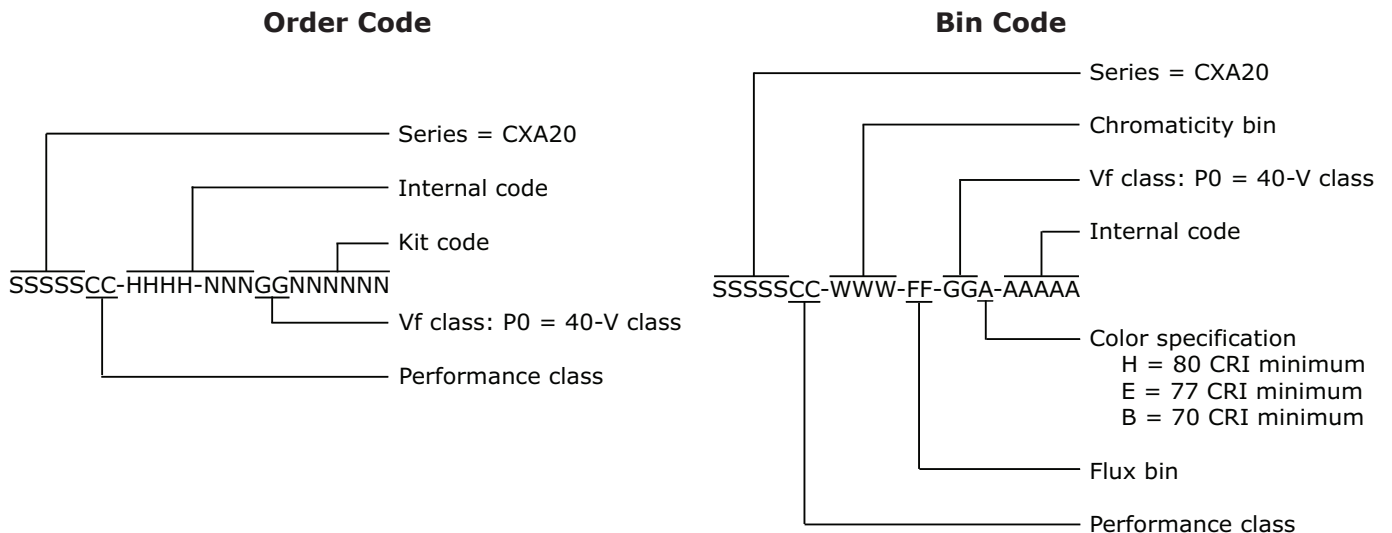 Order Code
Series = CXA20
Internal code
Kit code
SSSSSCC-HHHH-NNNGGNNNNNN
Vf class: P0 = 40-V class
Performance class
Bin Code
Series = CXA20
Chromaticity bin
Vf class: P0 = 40-V class
Internal code
SSSSSCC-WWW-FF-GGA-AAAAA
Color specification
H = 80 CRI minimum
E = 77 CRI minimum
B = 70 CRI minimum
Flux bin
Performance class